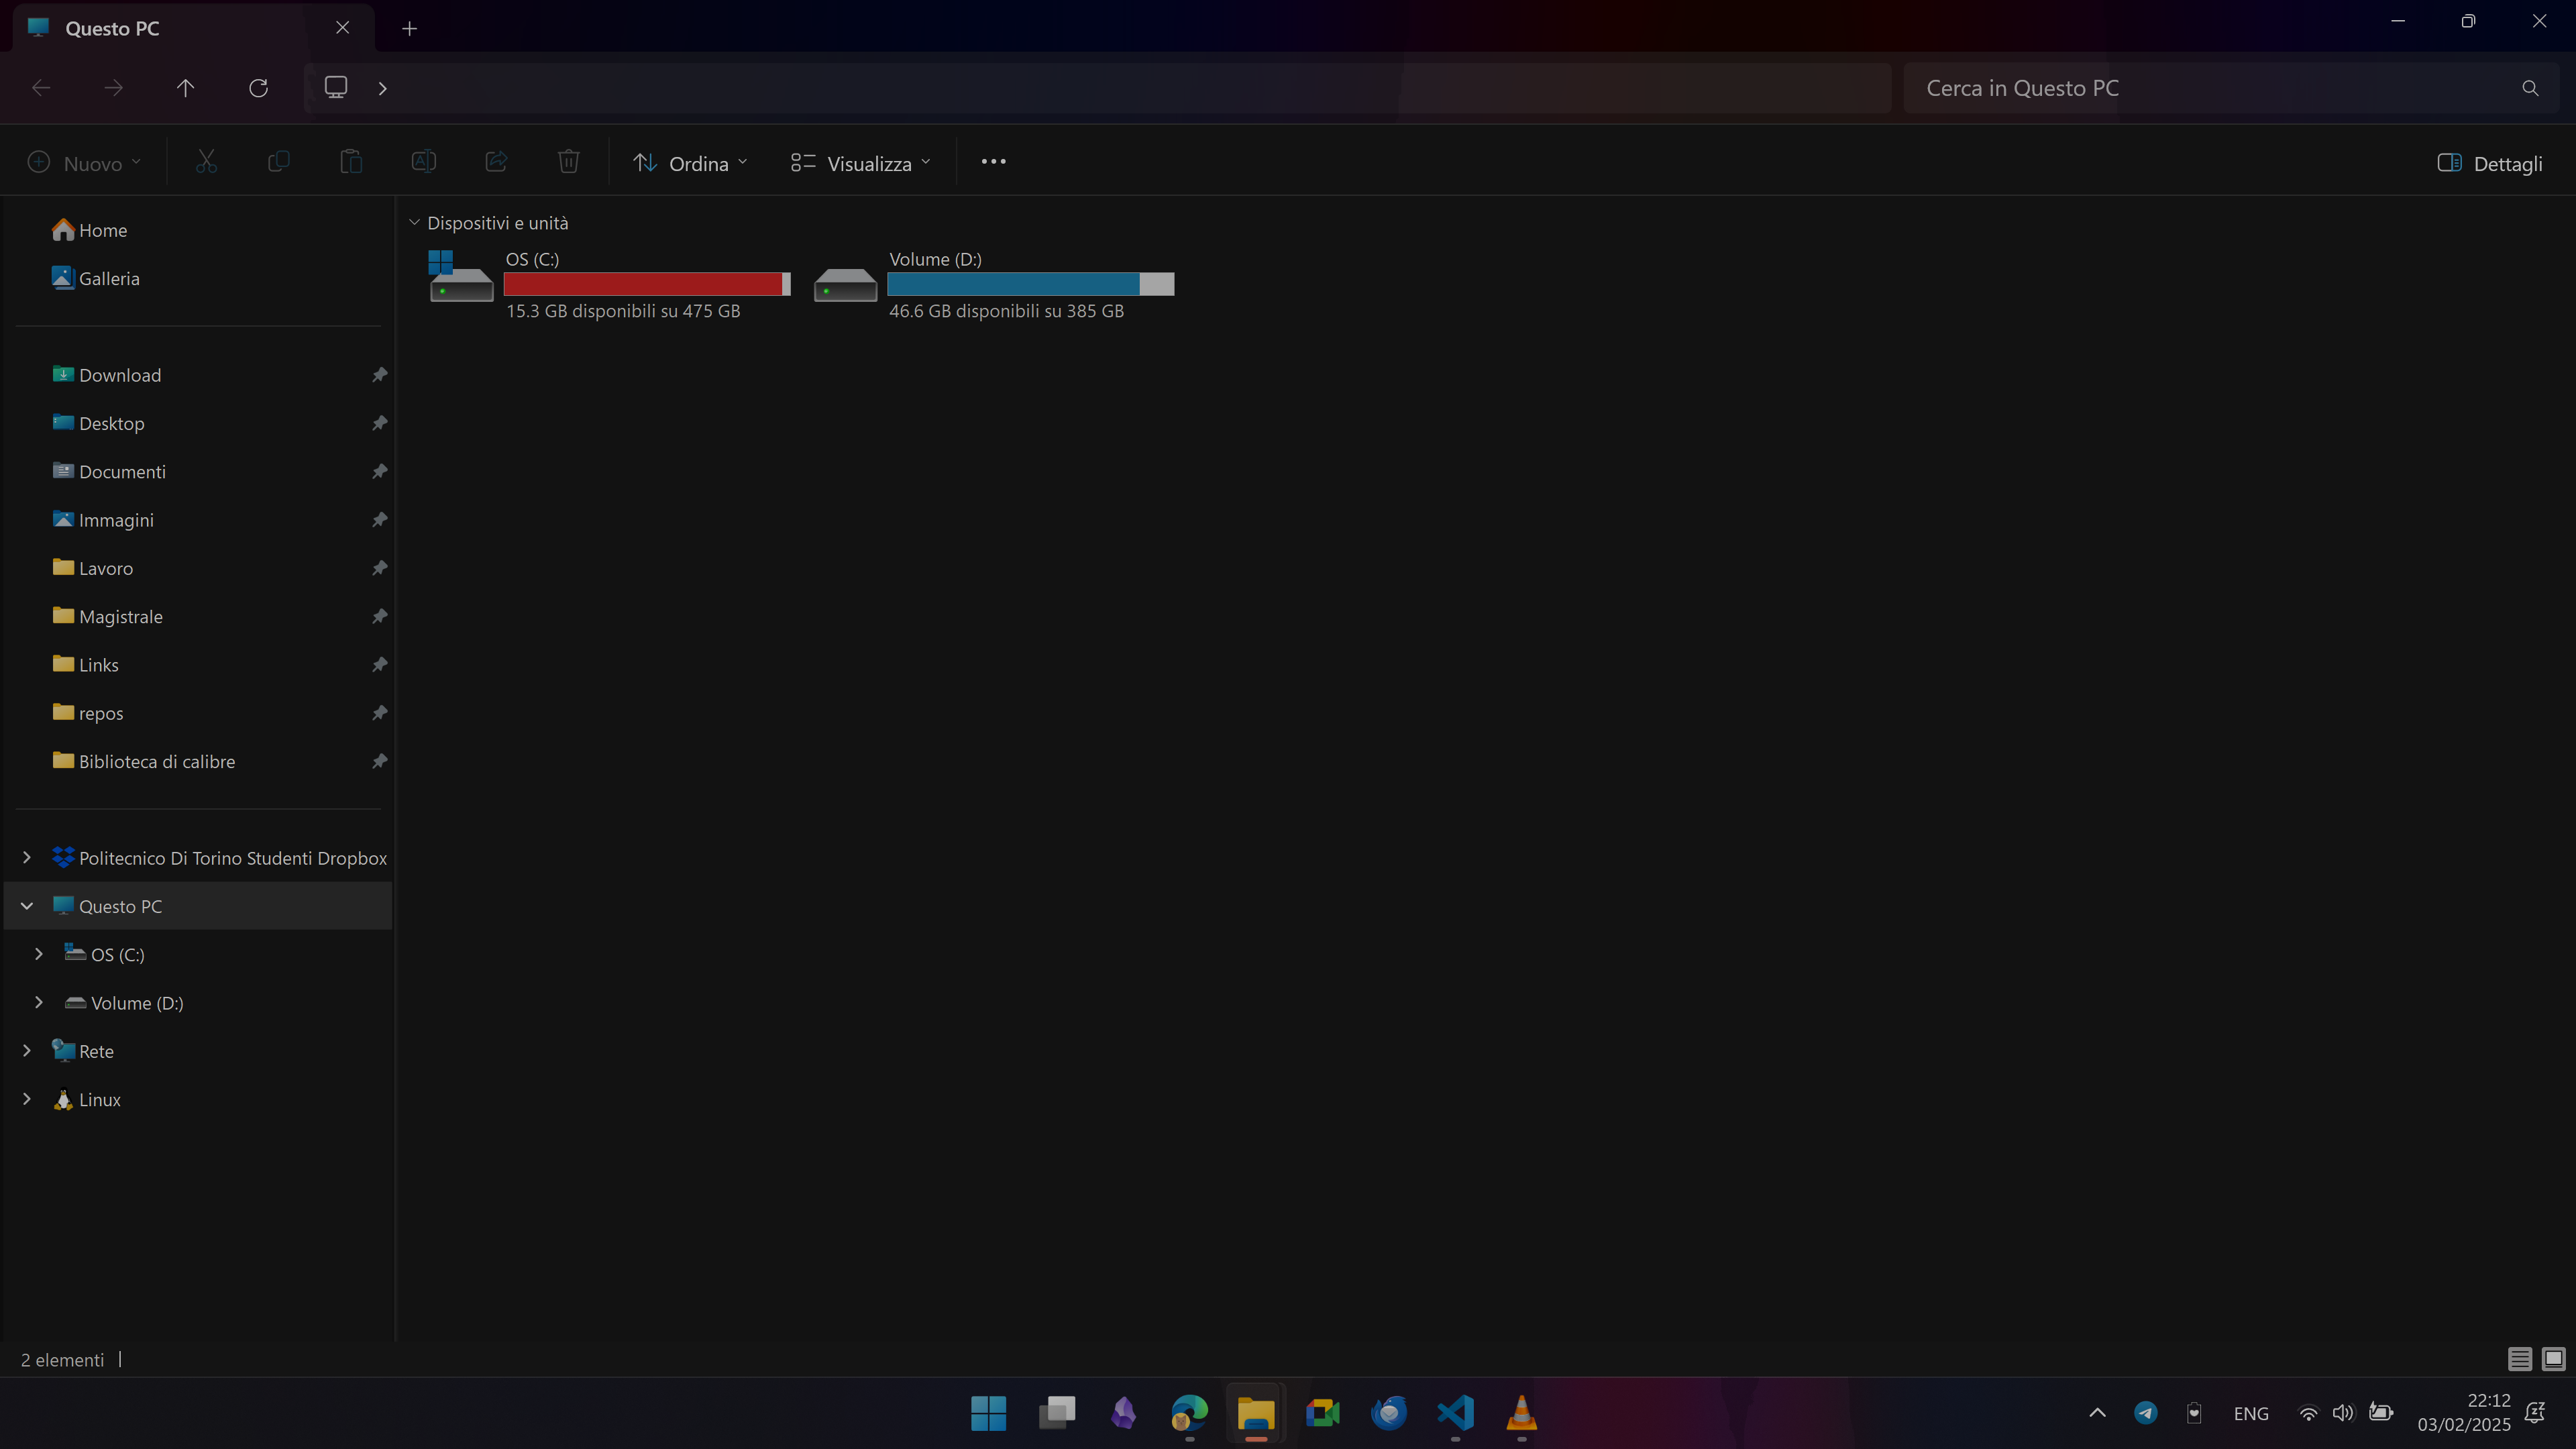 Questo PC
Cerca in Questo PC
Nuovo
Ordina
Visualizza
Dettagli
Home
Galleria
Download
Desktop
Documenti
Immagini
Lavoro
Magistrale
Links
repos
Biblioteca di calibre
Politecnico Di Torino Studenti Dropbox
Questo PC
OS (C:)
Volume (D:)
Rete
Linux
Dispositivi e unità
OS (C:)
15.3 GB disponibili su 475 GB
Volume (D:)
46.6 GB disponibili su 385 GB
2 elementi
ENG
22:12
03/02/2025